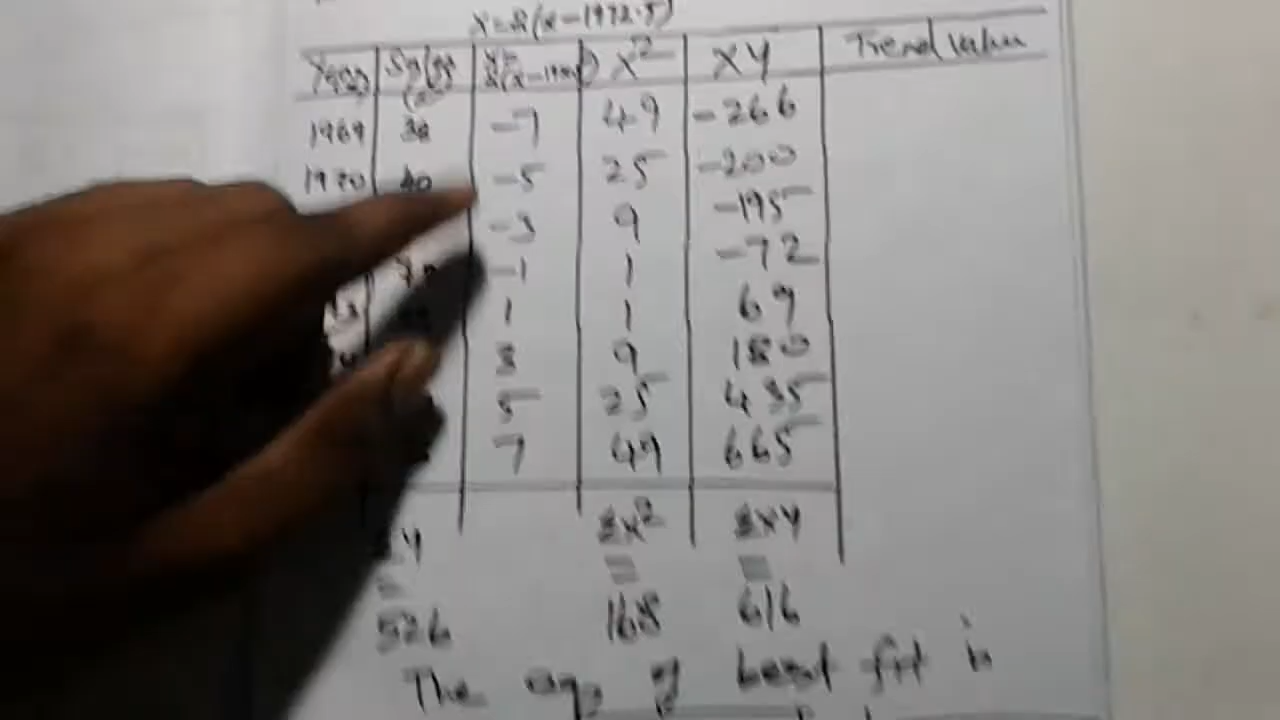 X=2(x-1972.5)
Year Sales X= 2(x-19 ) X² XY Trend value
1969 38 -7 49 -266
1970 40 -5 25 -200
-3 9 -195
-1 1 -72
1 1 69
3 9 180
5 25 435
7 49 665
ΣY Σx² Σxy
= = =
526 168 616
The eqn of best fit is